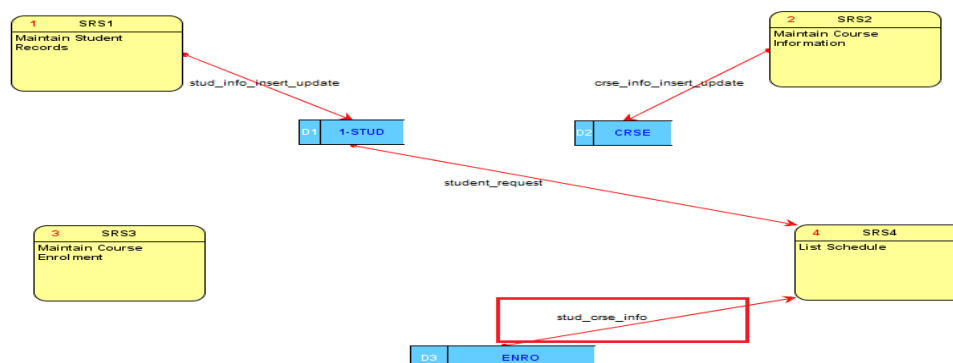 1 SRS1
Maintain Student
Records
2 SRS2
Maintain Course
Information
stud_info_insert_update
crse_info_insert_update
D1 1-STUD
D2 CRSE
student_request
3 SRS3
Maintain Course
Enrolment
4 SRS4
List Schedule
stud_crse_info
D3 ENRO